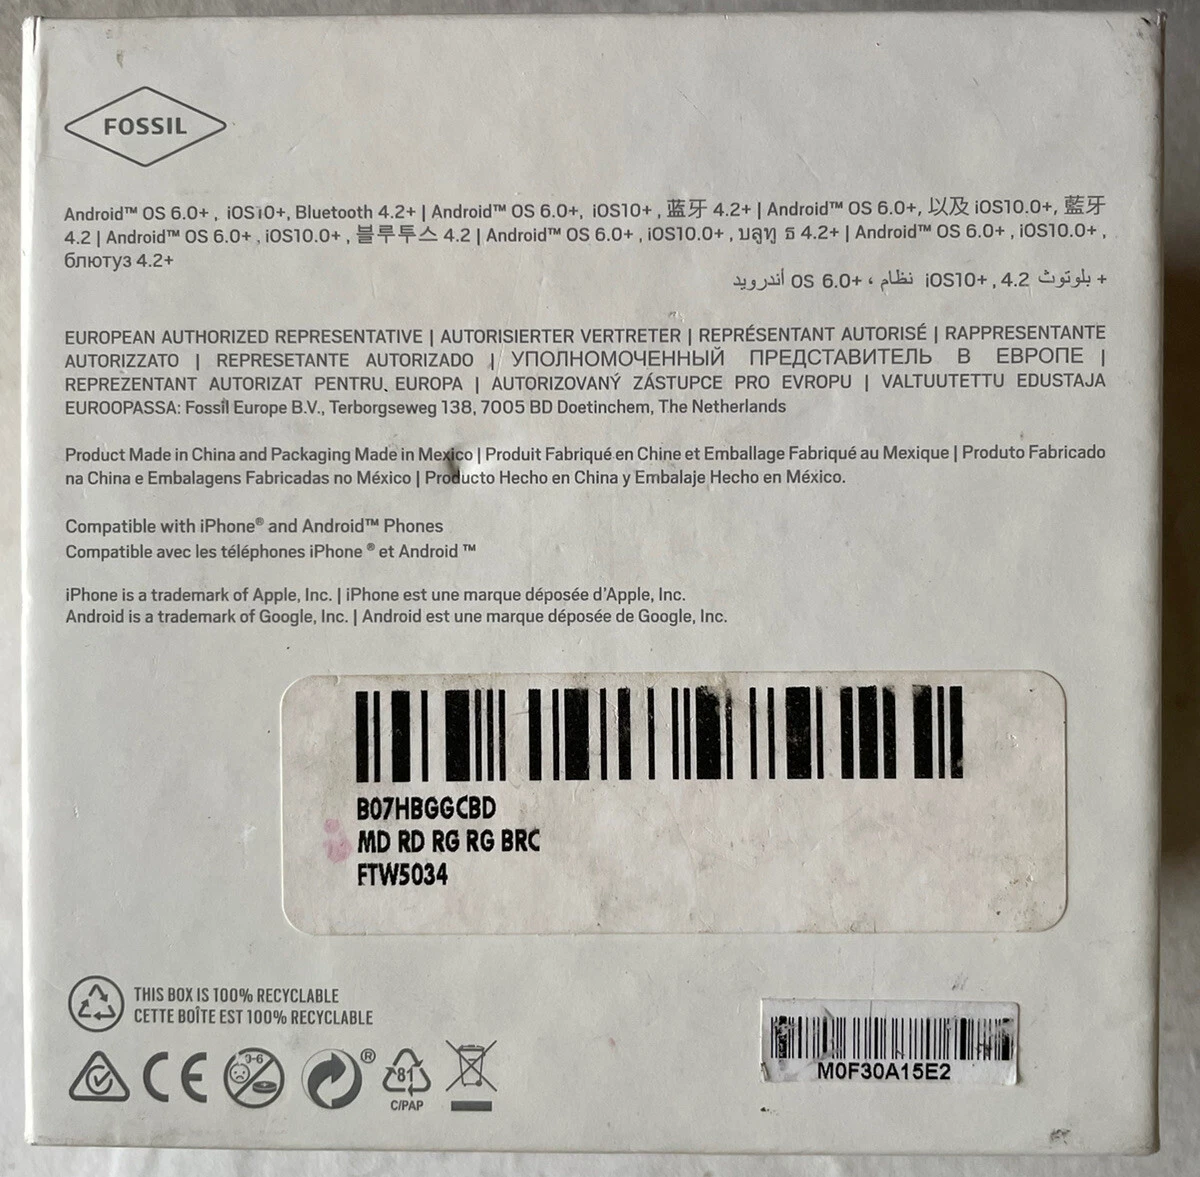 FOSSIL
Android™ OS 6.0+ , iOS10+, Bluetooth 4.2+ | Android™ OS 6.0+, iOS10+ , 蓝牙 4.2+ | Android™ OS 6.0+, 以及 iOS10.0+, 藍牙
4.2 | Android™ OS 6.0+ , iOS10.0+ , 블루투스 4.2 | Android™ OS 6.0+ , iOS10.0+ , บลูทู ธ 4.2+ | Android™ OS 6.0+ , iOS10.0+ ,
блютуз 4.2+
+ بلوتوث 4.2 , iOS10+ نظام ، OS 6.0+ أندرويد
EUROPEAN AUTHORIZED REPRESENTATIVE | AUTORISIERTER VERTRETER | REPRÉSENTANT AUTORISÉ | RAPPRESENTANTE
AUTORIZZATO | REPRESETANTE AUTORIZADO | УПОЛНОМОЧЕННЫЙ ПРЕДСТАВИТЕЛЬ В ЕВРОПЕ |
REPREZENTANT AUTORIZAT PENTRU EUROPA | AUTORIZOVANÝ ZÁSTUPCE PRO EVROPU | VALTUUTETTU EDUSTAJA
EUROOPASSA: Fossil Europe B.V., Terborgseweg 138, 7005 BD Doetinchem, The Netherlands
Product Made in China and Packaging Made in Mexico | Produit Fabriqué en Chine et Emballage Fabriqué au Mexique | Produto Fabricado
na China e Embalagens Fabricadas no México | Producto Hecho en China y Embalaje Hecho en México.
Compatible with iPhone® and Android™ Phones
Compatible avec les téléphones iPhone ® et Android ™
iPhone is a trademark of Apple, Inc. | iPhone est une marque déposée d'Apple, Inc.
Android is a trademark of Google, Inc. | Android est une marque déposée de Google, Inc.
B07HBGGCBD
MD RD RG RG BRC
FTW5034
THIS BOX IS 100% RECYCLABLE
CETTE BOÎTE EST 100% RECYCLABLE
CE
0-6
®
81
C/PAP
M0F30A15E2